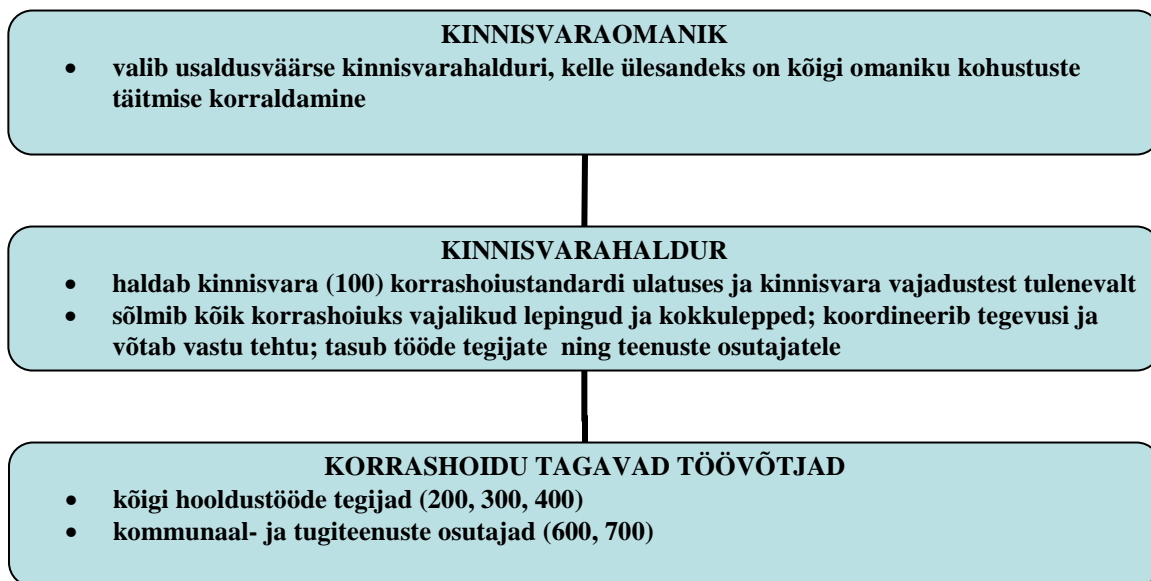 KINNISVARAOMANIK
• valib usaldusväärse kinnisvarahalduri, kelle ülesandeks on kõigi omaniku kohustuste
täitmise korraldamine
KINNISVARAHALDUR
• haldab kinnisvara (100) korrashoiustandardi ulatuses ja kinnisvara vajadustest tulenevalt
• sõlmib kõik korrashoiuks vajalikud lepingud ja kokkulepped; koordineerib tegevusi ja
võtab vastu tehtu; tasub tööde tegijate ning teenuste osutajatele
KORRASHOIDU TAGAVAD TÖÖVÕTJAD
• kõigi hooldustööde tegijad (200, 300, 400)
• kommunaal- ja tugiteenuste osutajad (600, 700)